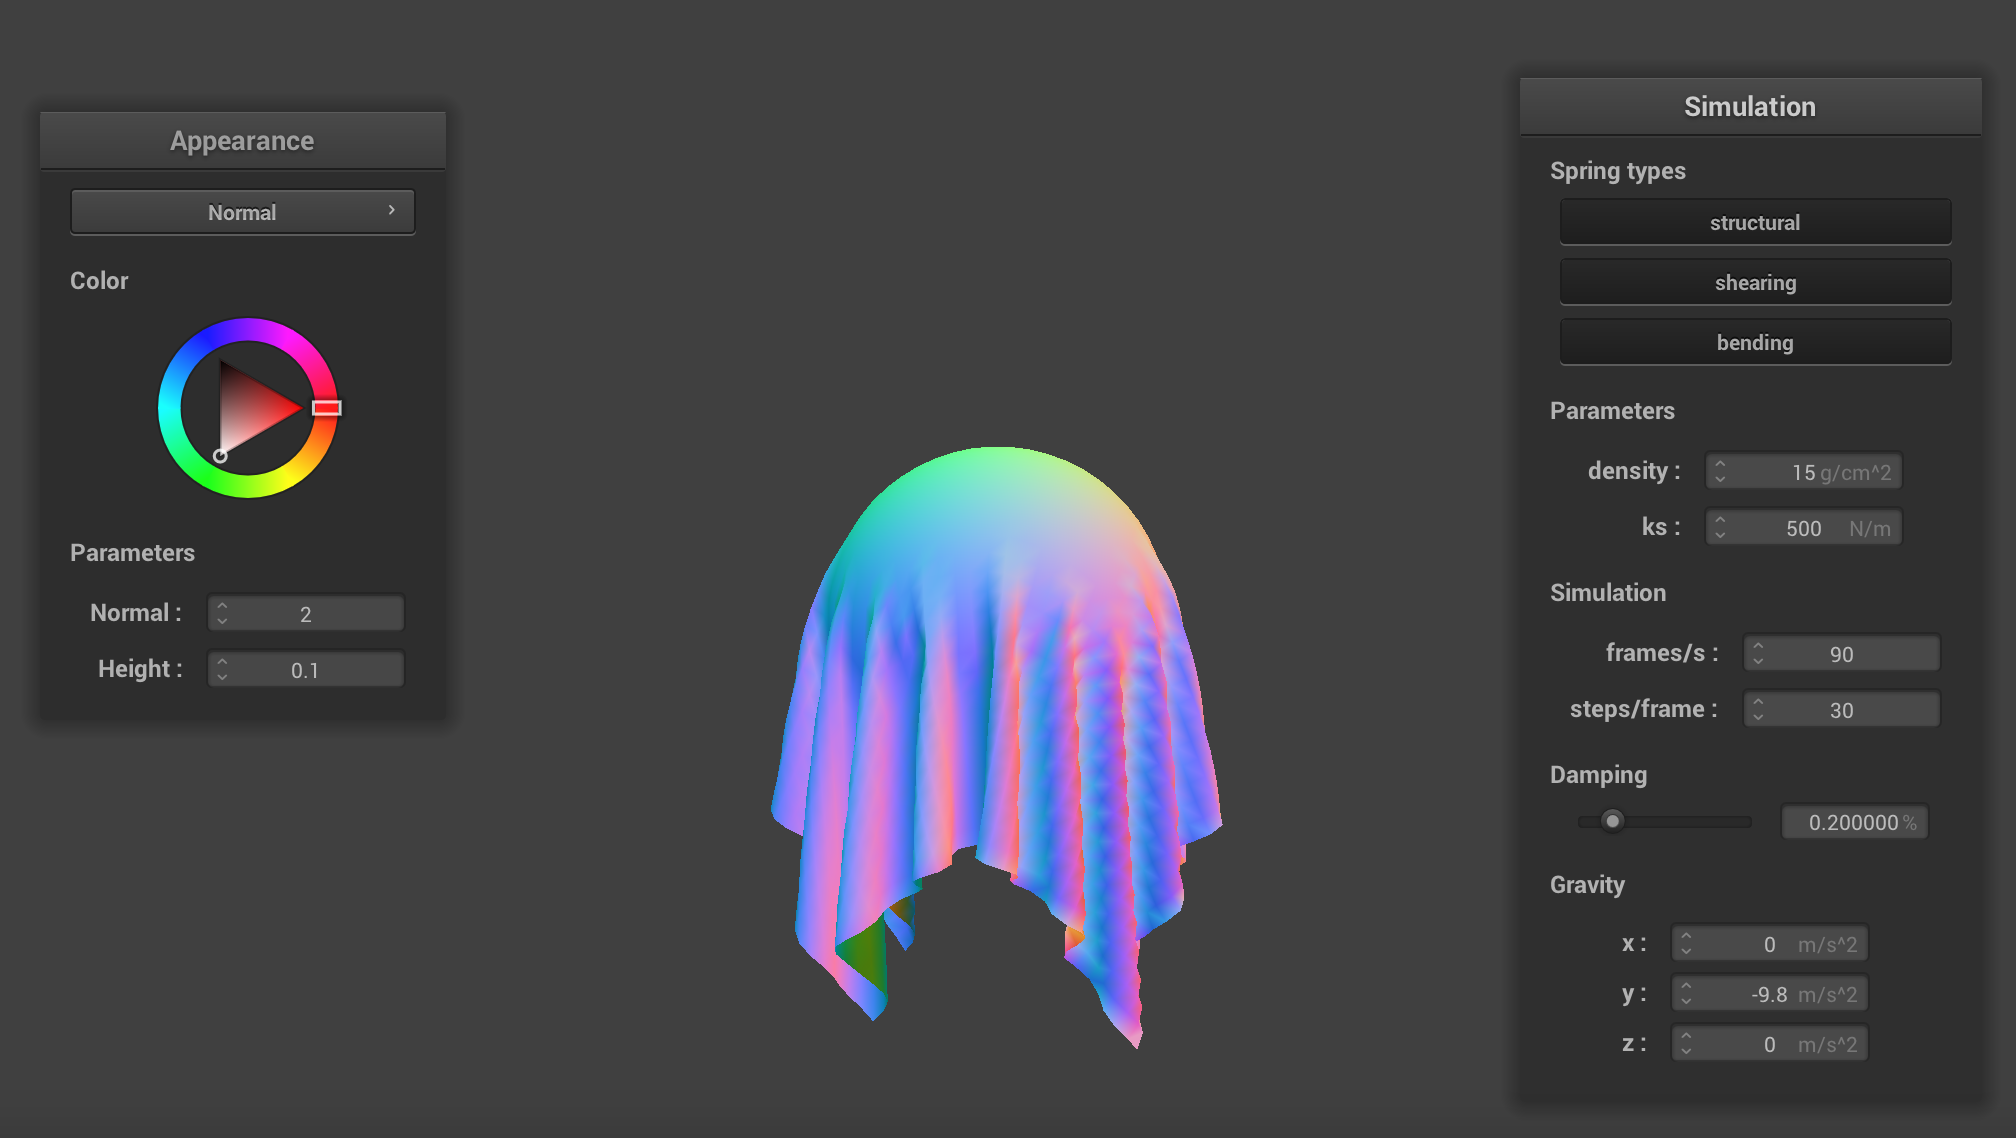 Appearance
Normal
Color
Parameters
Normal : 2
Height : 0.1
Simulation
Spring types
structural
shearing
bending
Parameters
density : 15 g/cm^2
ks : 500 N/m
Simulation
frames/s : 90
steps/frame : 30
Damping
0.200000 %
Gravity
x : 0 m/s^2
y : -9.8 m/s^2
z : 0 m/s^2